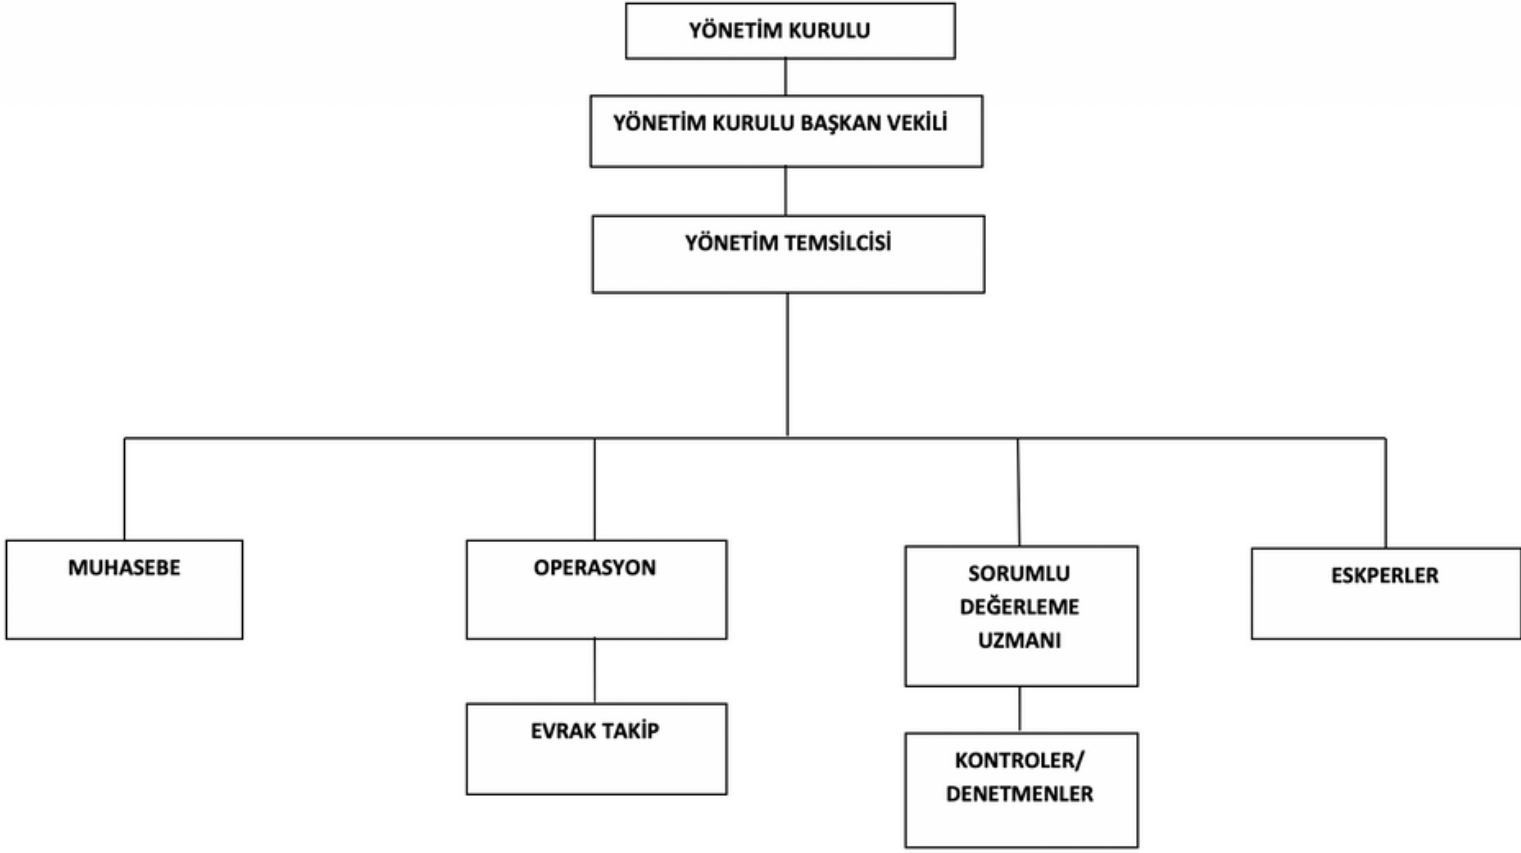 YÖNETİM KURULU
YÖNETİM KURULU BAŞKAN VEKİLİ
YÖNETİM TEMSİLCİSİ
MUHASEBE
OPERASYON
SORUMLU
DEĞERLEME
UZMANI
ESKPERLER
EVRAK TAKİP
KONTROLER/
DENETMENLER